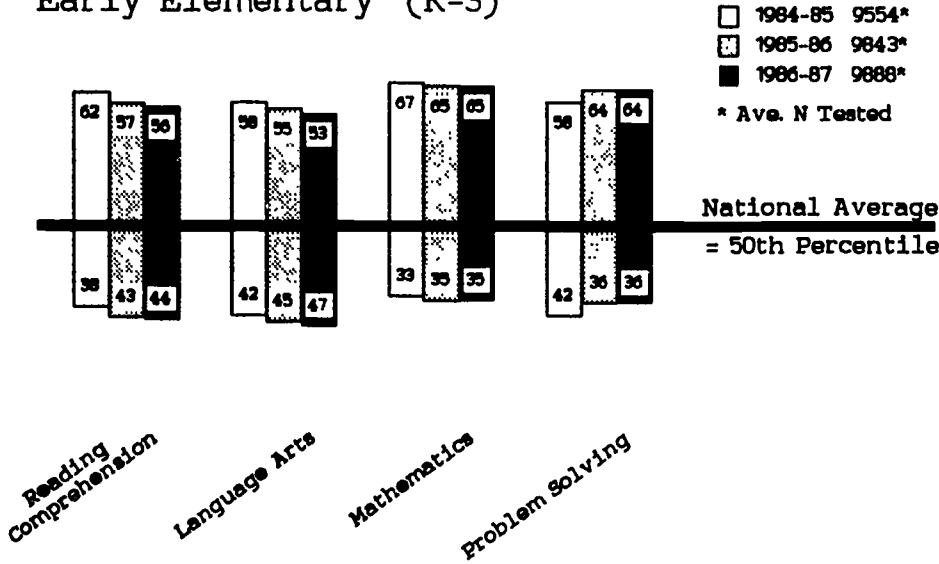 Early Elementary (K-3)
1984-85 9554*
1985-86 9843*
1986-87 9888*
* Ave. N Tested
62 57 56
58 55 53
67 65 65
58 64 64
National Average
= 50th Percentile
38 43 44
42 45 47
33 35 35
42 36 36
Reading
Comprehension
Language Arts
Mathematics
Problem Solving